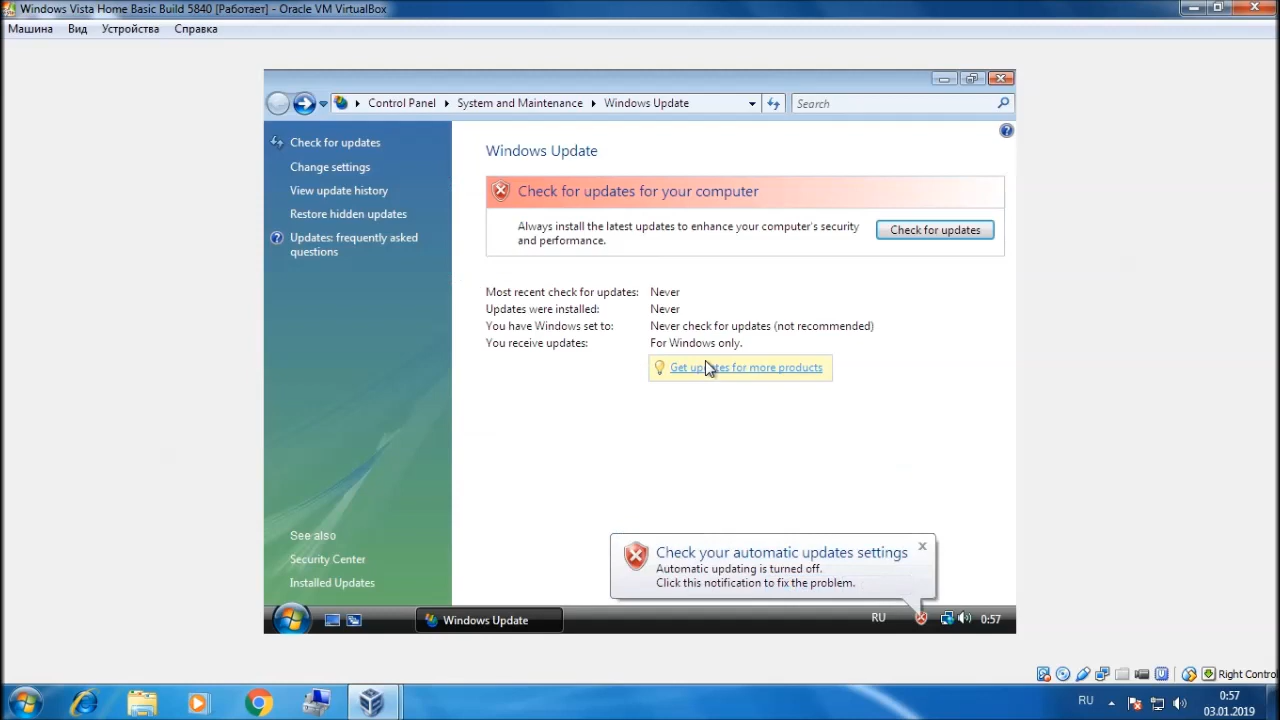 Windows Vista Home Basic Build 5840 [Работает] - Oracle VM VirtualBox
Машина Вид Устройства Справка
Control Panel System and Maintenance Windows Update Search
Check for updates
Change settings
View update history
Restore hidden updates
Updates: frequently asked
questions
Windows Update
Check for updates for your computer
Always install the latest updates to enhance your computer's security
and performance.
Check for updates
Most recent check for updates: Never
Updates were installed: Never
You have Windows set to: Never check for updates (not recommended)
You receive updates: For Windows only.
Get updates for more products
See also
Security Center
Installed Updates
Check your automatic updates settings
Automatic updating is turned off.
Click this notification to fix the problem.
Windows Update RU 0:57
Right Contro
RU 0:57
03.01.2019